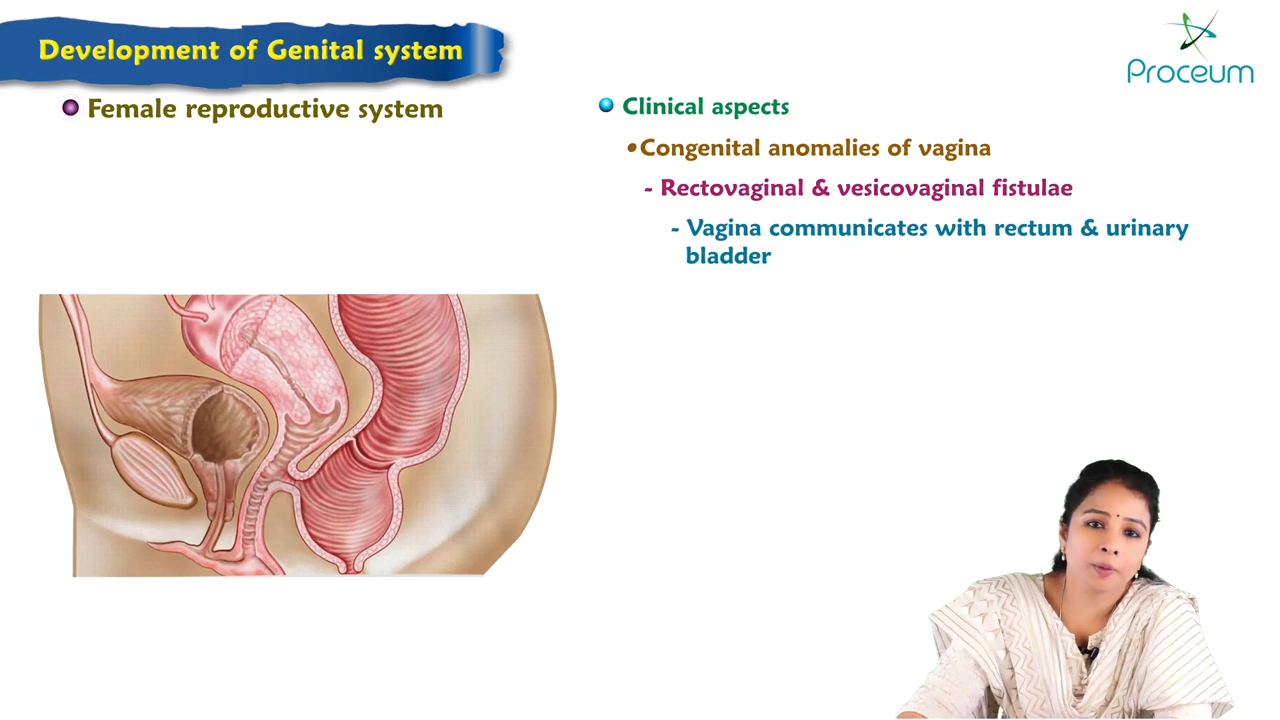 Development of Genital system
Proceum
Female reproductive system
Clinical aspects
•Congenital anomalies of vagina
- Rectovaginal & vesicovaginal fistulae
- Vagina communicates with rectum & urinary
bladder